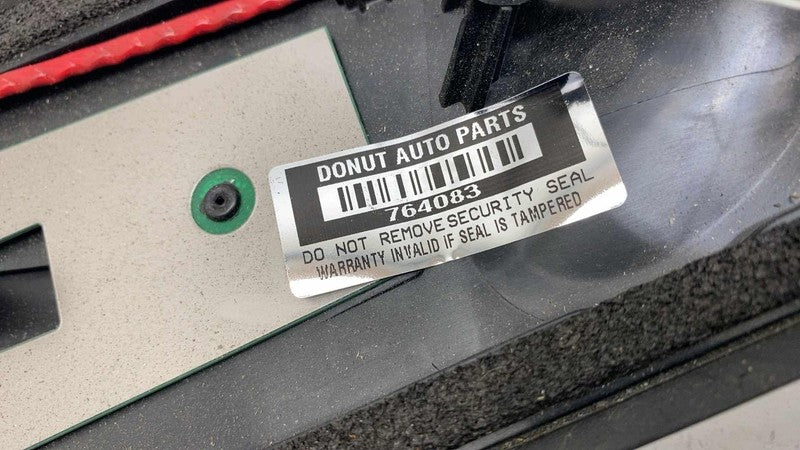 DONUT AUTO PARTS
764083
DO NOT REMOVE SECURITY SEAL
WARRANTY INVALID IF SEAL IS TAMPERED